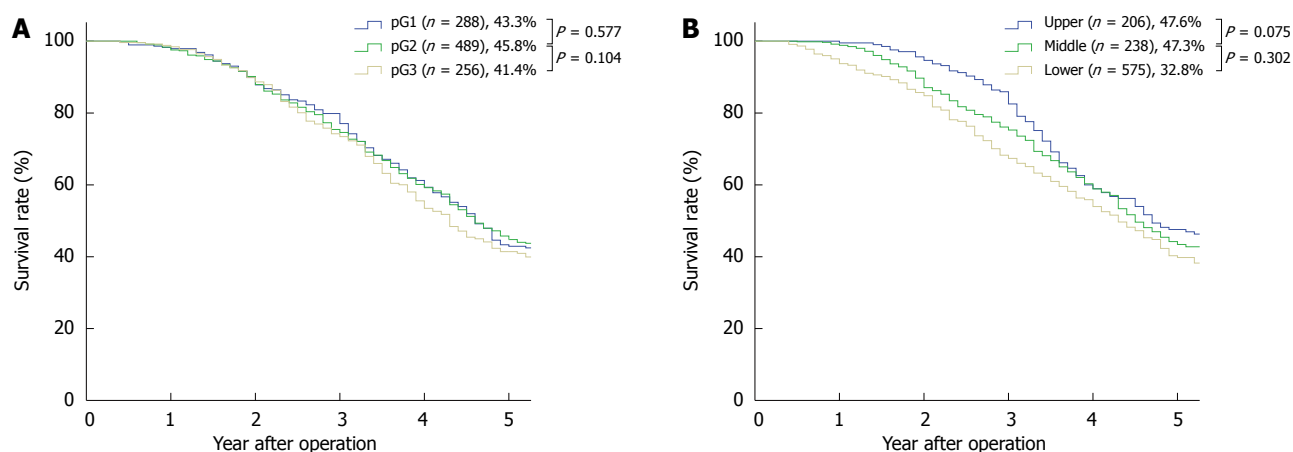 A
pG1 (n = 288), 43.3%
pG2 (n = 489), 45.8%
pG3 (n = 256), 41.4%
P = 0.577
P = 0.104
Survival rate (%)
100
80
60
40
20
0
0 1 2 3 4 5
Year after operation
B
Upper (n = 206), 47.6%
Middle (n = 238), 47.3%
Lower (n = 575), 32.8%
P = 0.075
P = 0.302
Survival rate (%)
100
80
60
40
20
0
0 1 2 3 4 5
Year after operation